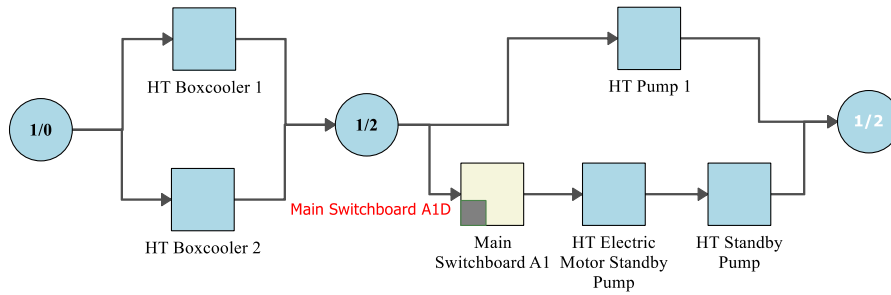 HT Boxcooler 1
HT Pump 1
1/0
1/2
1/2
HT Boxcooler 2
Main Switchboard A1D
Main
Switchboard A1
HT Electric
Motor Standby
Pump
HT Standby
Pump